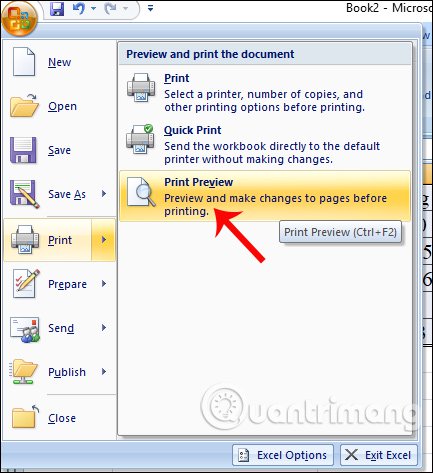 Book2 - Microso
Preview and print the document
New
Open
Save
Save As
Print
Prepare
Send
Publish
Close
Print
Select a printer, number of copies, and
other printing options before printing.
Quick Print
Send the workbook directly to the default
printer without making changes.
Print Preview
Preview and make changes to pages before
printing.
Print Preview (Ctrl+F2)
Quantrimang
Excel Options
Exit Excel